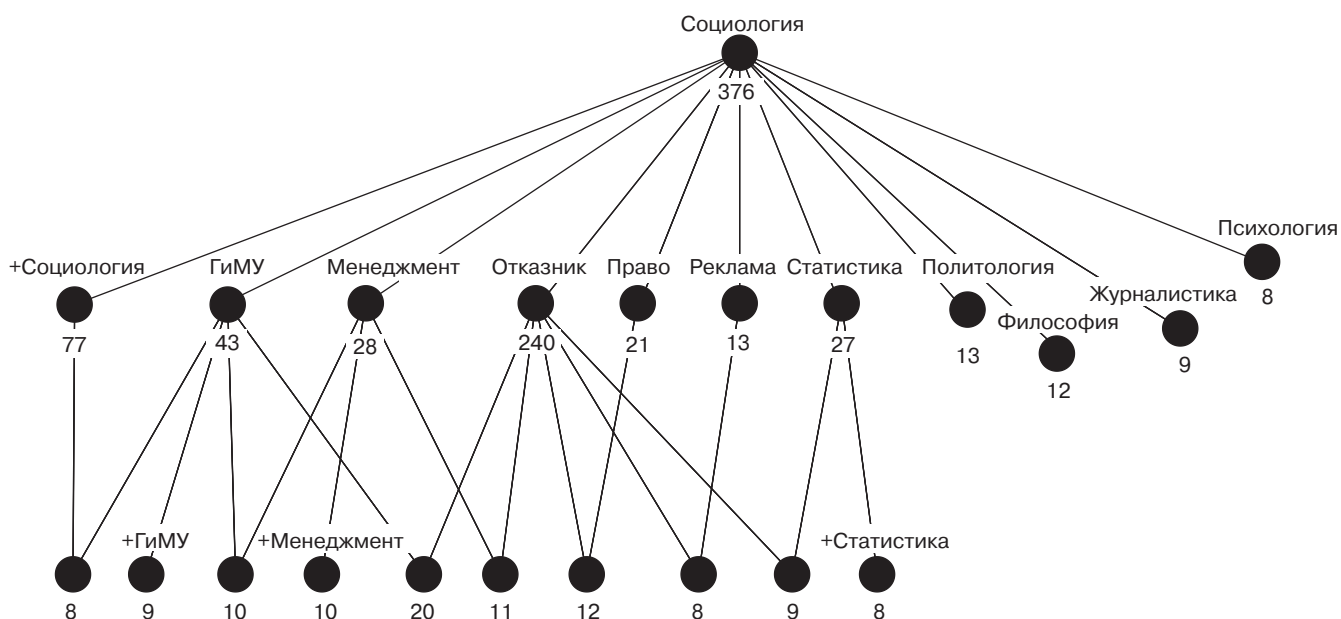 Социология
376
Психология
+Социология
ГиМУ
Менеджмент
Отказник
Право
Реклама
Статистика
Политология
8
Журналистика
Философия
77
43
28
240
21
13
27
13
9
12
+ГиМУ
+Менеджмент
+Статистика
8
9
10
10
20
11
12
8
9
8